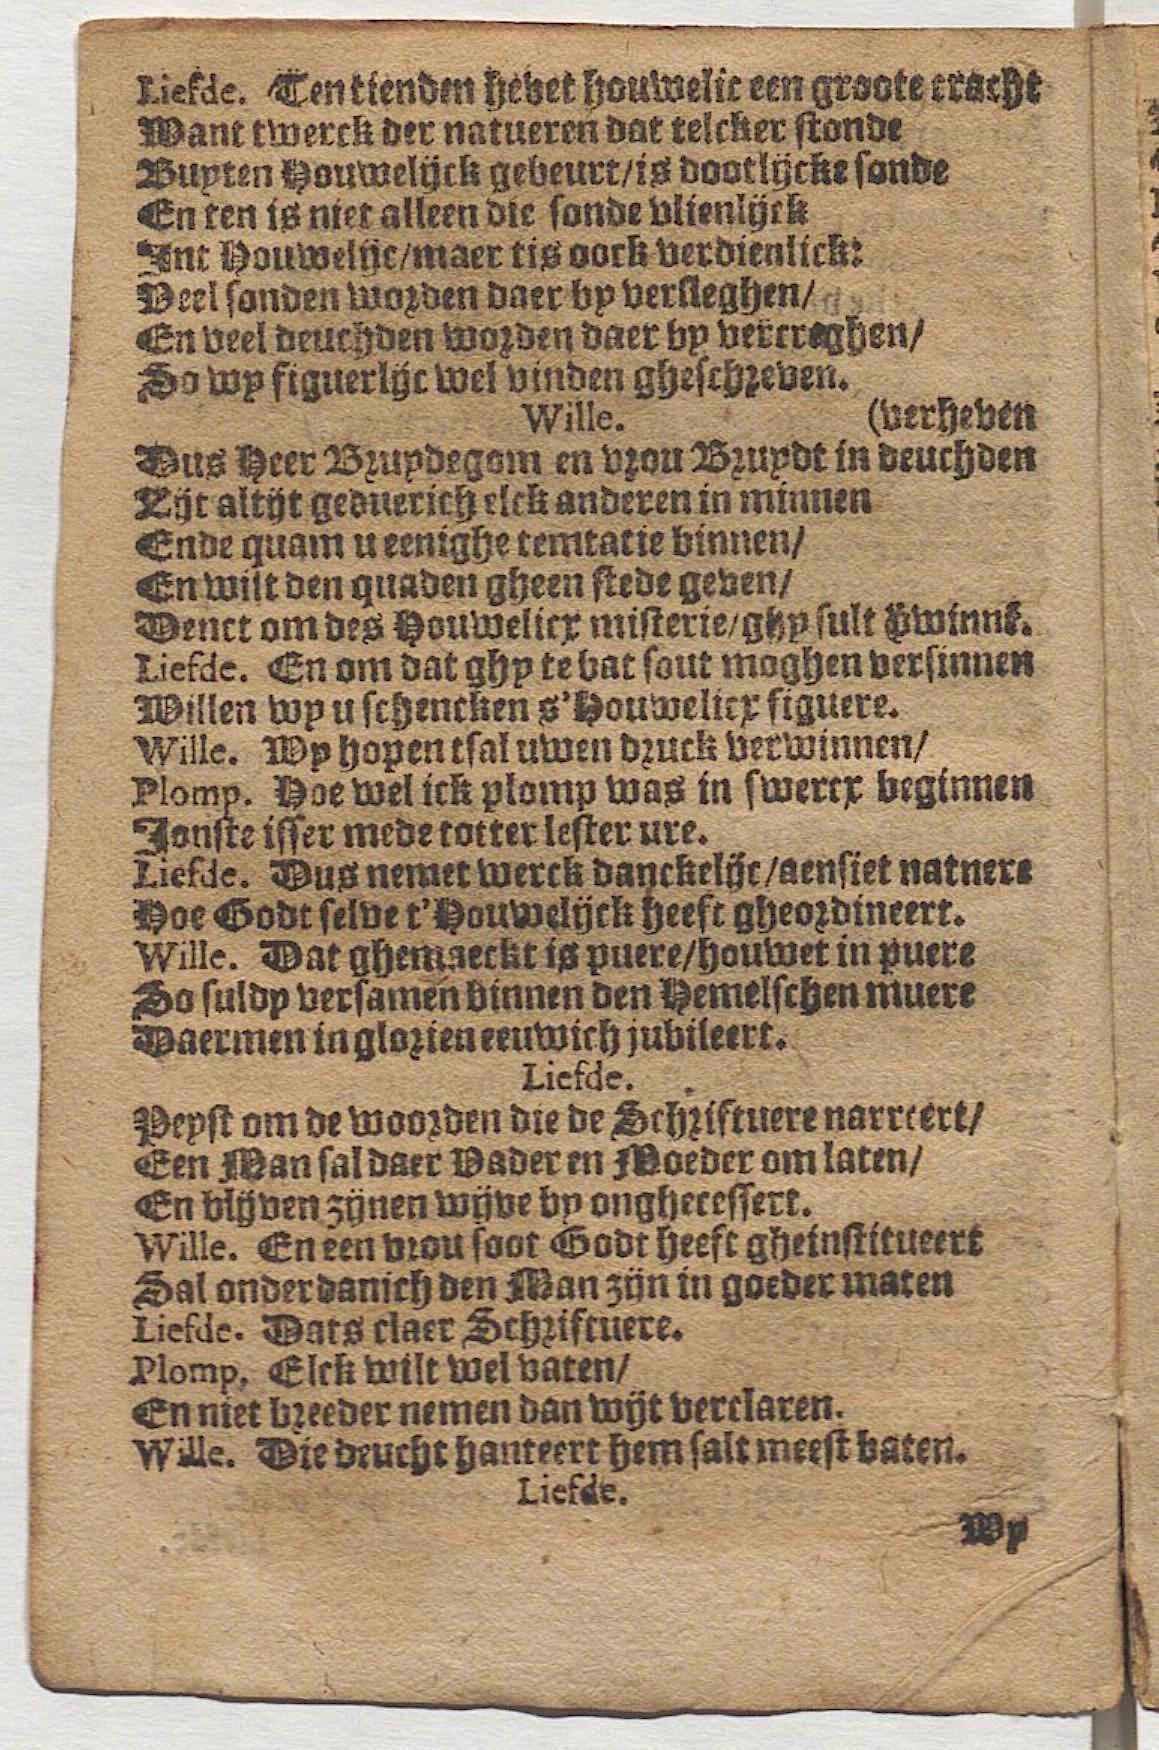 Liefde. Ten tienden hevet houwelic een groote cracht
Want twerck der natueren dat telcker stonde
Buyten Houwelijck gebeurt/is dootlijcke sonde
En ten is niet alleen die sonde vlienlijck
Int Houwelijc/maer tis oock verdienlick:
Veel sonden worden daer by versleghen/
En veel deuchden worden daer by vercreghen/
So wy figuerlijc wel vinden gheschreven.
Wille. (verheven
Dus Heer Bruydegom en vrou Bruydt in deuchden
Zijt altijt geduerich elck anderen in minnen
Ende quam u eenighe temtatie binnen/
En wilt den quaden gheen stede geven/
Denct om des Houwelicx misterie/ghy sult v̈winnē.
Liefde. En om dat ghy te bat sout moghen versinnen
Willen wy u schencken s'Houwelicx figuere.
Wille. Wy hopen tsal uwen druck verwinnen/
Plomp. Hoe wel ick plomp was in swercx beginnen
Jonste isser mede totter lester ure.
Liefde. Dus nemet werck danckelijc/aensiet natnere
Hoe Godt selve t'Houwelijck heeft gheordineert.
Wille. Dat ghemaeckt is puere/houwet in puere
So suldy versamen binnen den Hemelschen muere
Daermen in glorien eeuwich jubileert.
Liefde.
Peyst om de woorden die de Schriftuere narreert/
Een Man sal daer Vader en Moeder om laten/
En blijven zijnen wijve by onghecessert.
Wille. En een vrou soot Godt heeft gheinstitueert
Sal onderdanich den Man zijn in goeder maten
Liefde. Dats claer Schriftuere.
Plomp. Elck wilt wel vaten/
En niet breeder nemen dan wijt verclaren.
Wille. Die deucht hanteert hem salt meest baten.
Liefde.
Wy